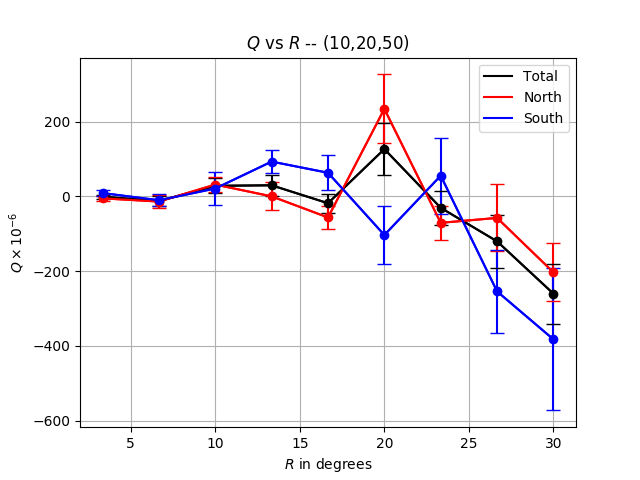 Q vs R -- (10,20,50)
Total
North
South
200
0
−200
−400
−600
Q × 10⁻⁶
5
10
15
20
25
30
R in degrees